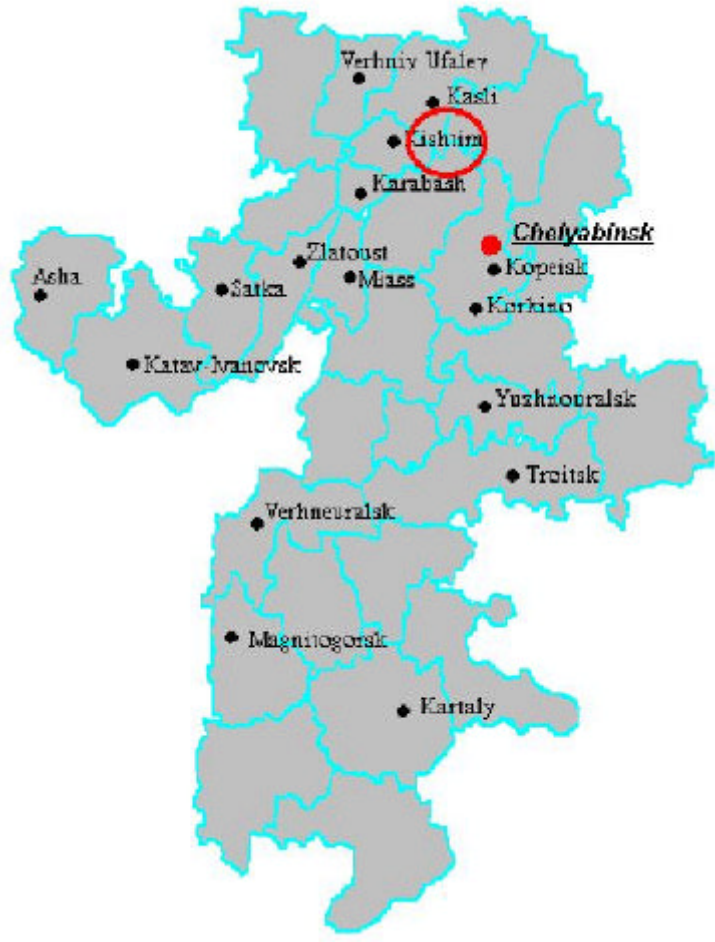 Verhniy Ufaley
Kasli
Kishtim
Karabash
Chelyabinsk
Zlatoust
Kopeisk
Asha
Satka
Miass
Korkino
Katav-Ivanovsk
Yuzhnouralsk
Troitsk
Verhneuralsk
Magnitogorsk
Kartaly